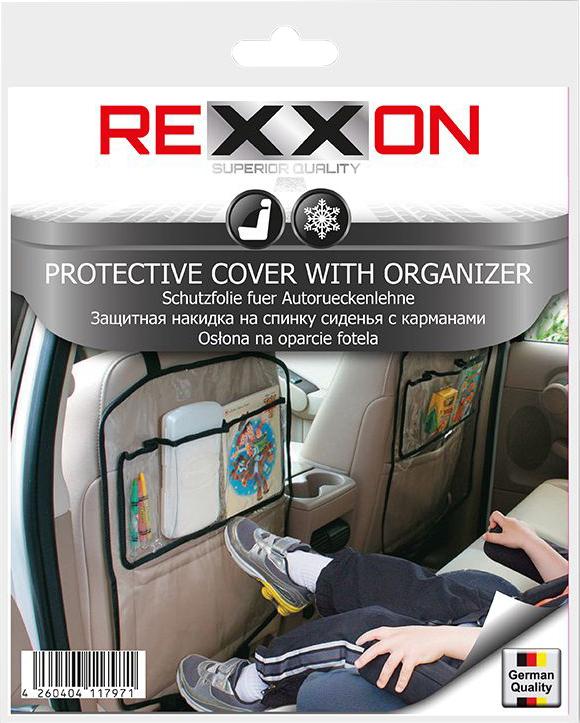 REXXON
SUPERIOR QUALITY
PROTECTIVE COVER WITH ORGANIZER
Schutzfolie fuer Autorueckenlehne
Защитная накидка на спинку сиденья с карманами
Osłona na oparcie fotela
4 260404 117971
German
Quality